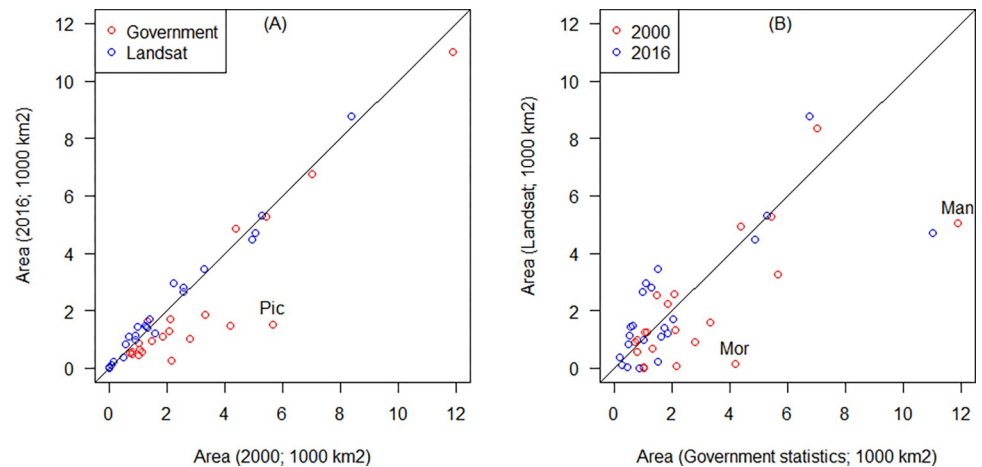 (A)
Government
Landsat
12
10
8
6
4
2
0
Area (2016; 1000 km2)
Pic
0 2 4 6 8 10 12
Area (2000; 1000 km2)
(B)
2000
2016
12
10
8
6
4
2
0
Area (Landsat; 1000 km2)
Man
Mor
0 2 4 6 8 10 12
Area (Government statistics; 1000 km2)